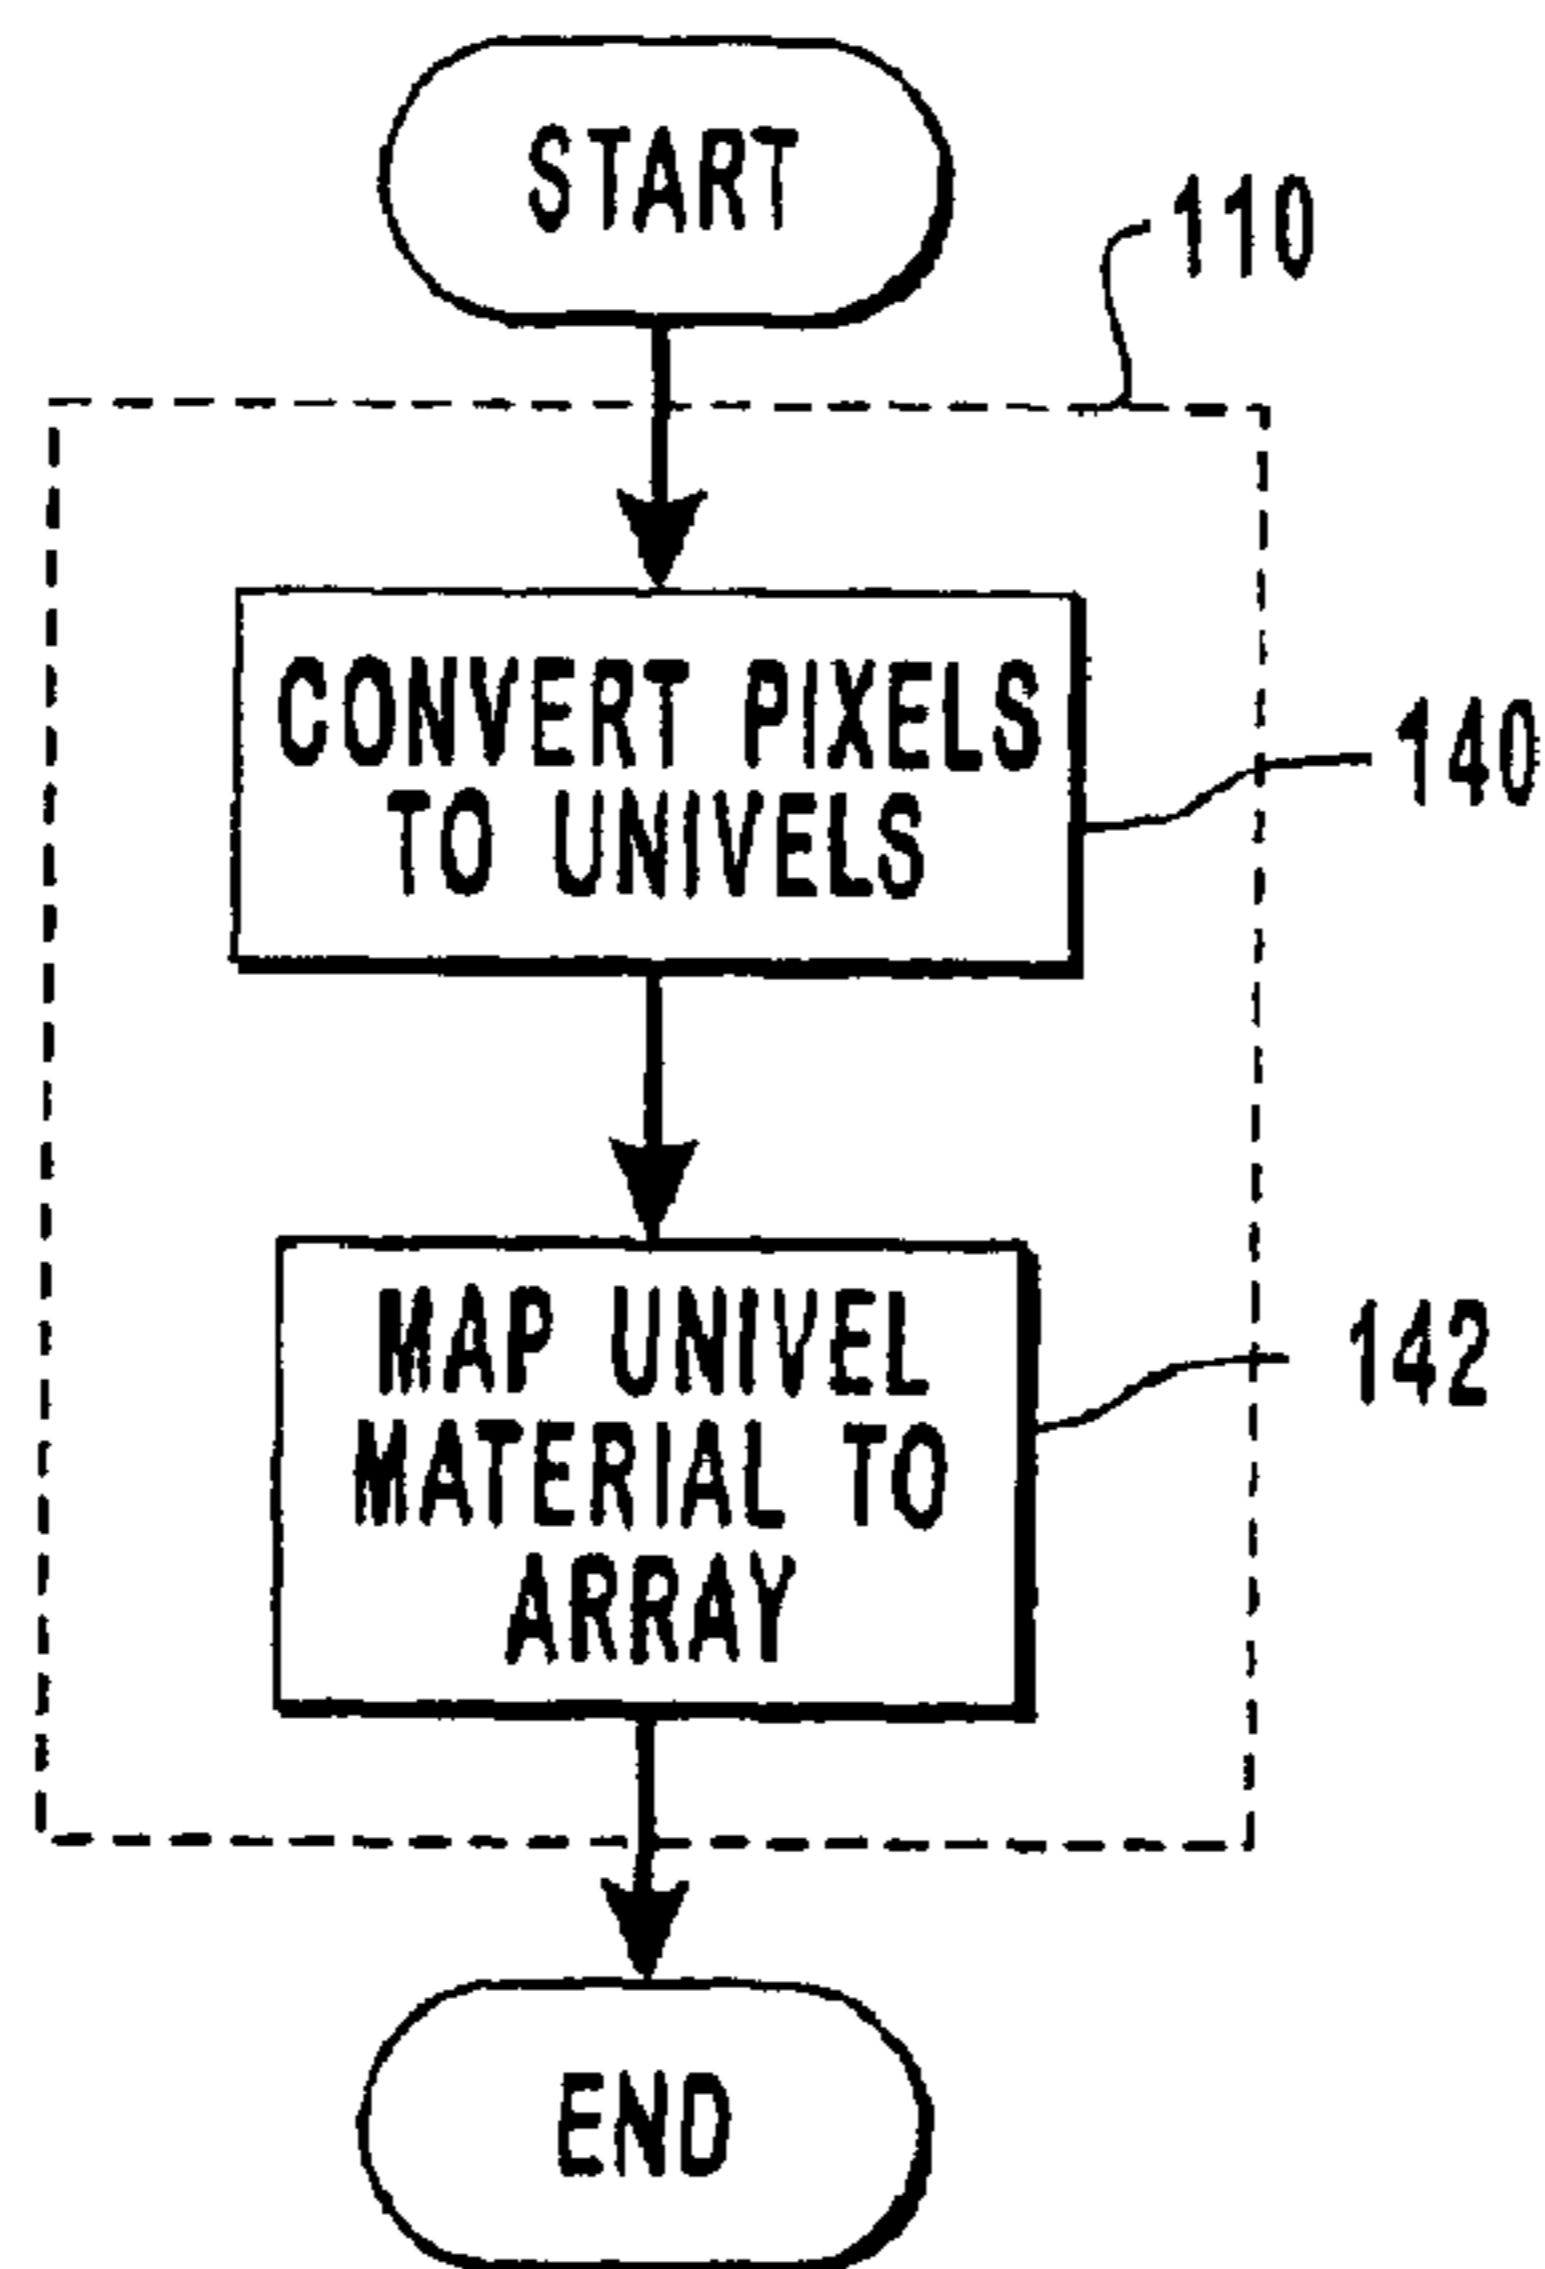 START
110
CONVERT PIXELS
TO UNIVELS
140
MAP UNIVEL
MATERIAL TO
ARRAY
142
END